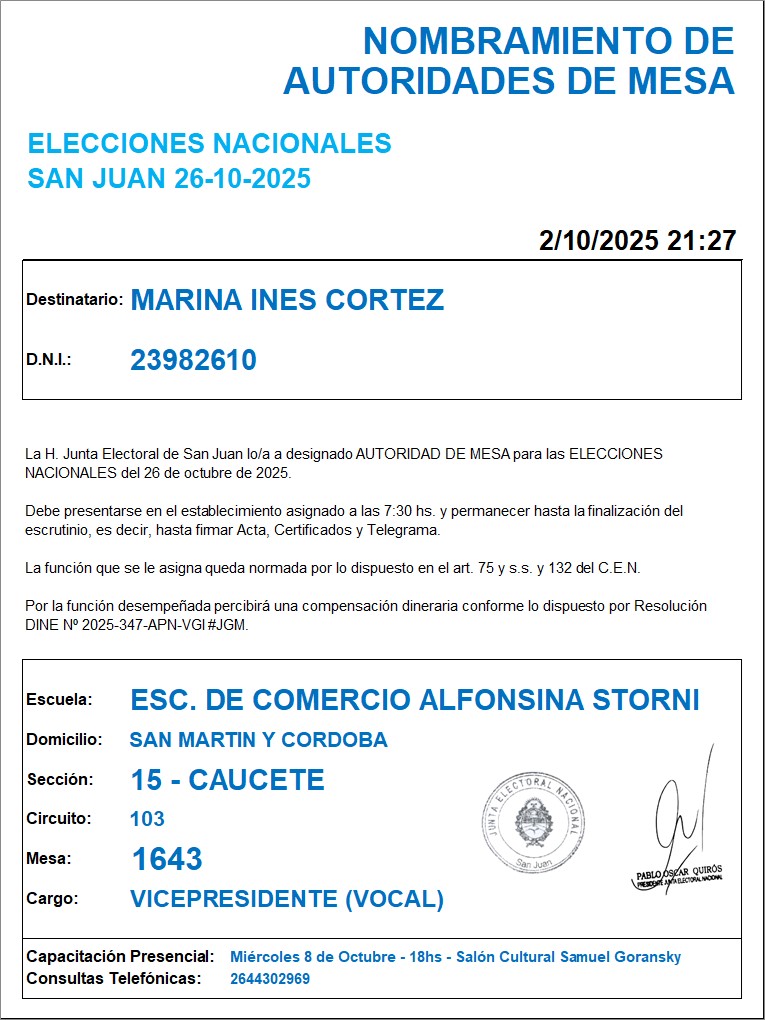 NOMBRAMIENTO DE
AUTORIDADES DE MESA
ELECCIONES NACIONALES
SAN JUAN 26-10-2025
2/10/2025 21:27
Destinatario: MARINA INES CORTEZ
D.N.I.: 23982610
La H. Junta Electoral de San Juan lo/a a designado AUTORIDAD DE MESA para las ELECCIONES
NACIONALES del 26 de octubre de 2025.
Debe presentarse en el establecimiento asignado a las 7:30 hs. y permanecer hasta la finalización del
escrutinio, es decir, hasta firmar Acta, Certificados y Telegrama.
La función que se le asigna queda normada por lo dispuesto en el art. 75 y s.s. y 132 del C.E.N.
Por la función desempeñada percibirá una compensación dineraria conforme lo dispuesto por Resolución
DINE Nº 2025-347-APN-VGI#JGM.
Escuela: ESC. DE COMERCIO ALFONSINA STORNI
Domicilio: SAN MARTIN Y CORDOBA
Sección: 15 - CAUCETE
Circuito: 103
Mesa: 1643
Cargo: VICEPRESIDENTE (VOCAL)
JUNTA ELECTORAL NACIONAL
San Juan
PABLO OSCAR QUIRÓS
PRESIDENTE JUNTA ELECTORAL NACIONAL
Capacitación Presencial: Miércoles 8 de Octubre - 18hs - Salón Cultural Samuel Goransky
Consultas Telefónicas: 2644302969